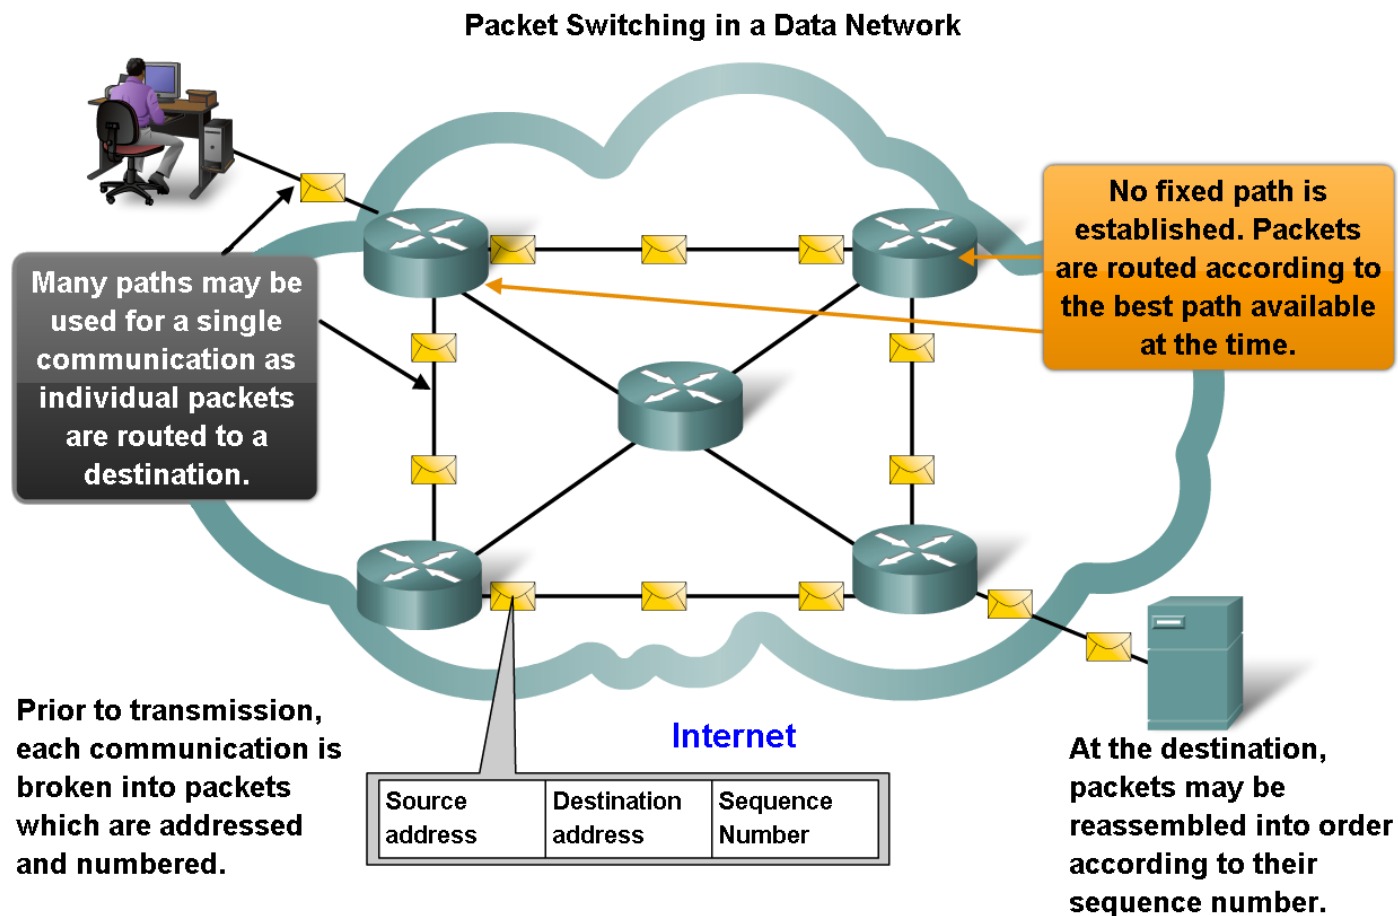 Packet Switching in a Data Network
No fixed path is
established. Packets
are routed according to
the best path available
at the time.
Many paths may be
used for a single
communication as
individual packets
are routed to a
destination.
Prior to transmission,
each communication is
broken into packets
which are addressed
and numbered.
Internet
Source
address
Destination
address
Sequence
Number
At the destination,
packets may be
reassembled into order
according to their
sequence number.